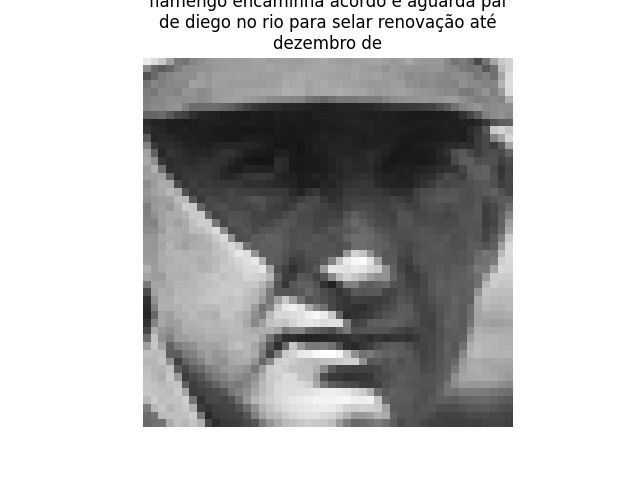 flamengo encaminha acordo e aguarda pai
de diego no rio para selar renovação até
dezembro de